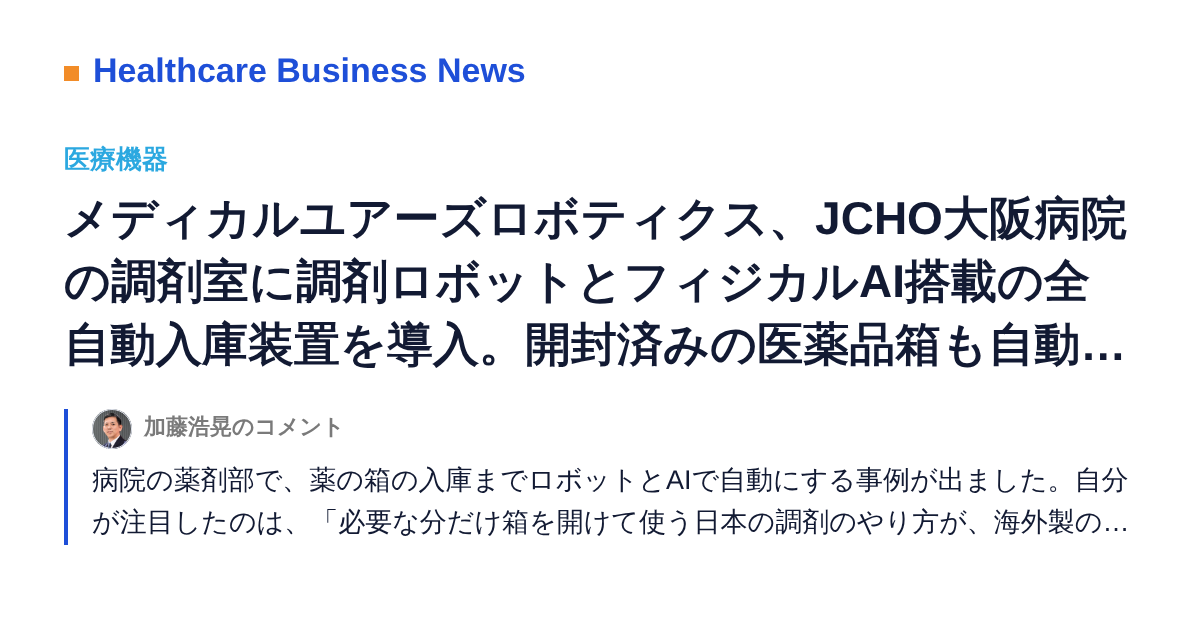 Healthcare Business News
医療機器
メディカルユアーズロボティクス、JCHO大阪病院
の調剤室に調剤ロボットとフィジカルAI搭載の全
自動入庫装置を導入。開封済みの医薬品箱も自動…
加藤浩晃のコメント
病院の薬剤部で、薬の箱の入庫までロボットとAIで自動にする事例が出ました。自分
が注目したのは、「必要な分だけ箱を開けて使う日本の調剤のやり方が、海外製の…